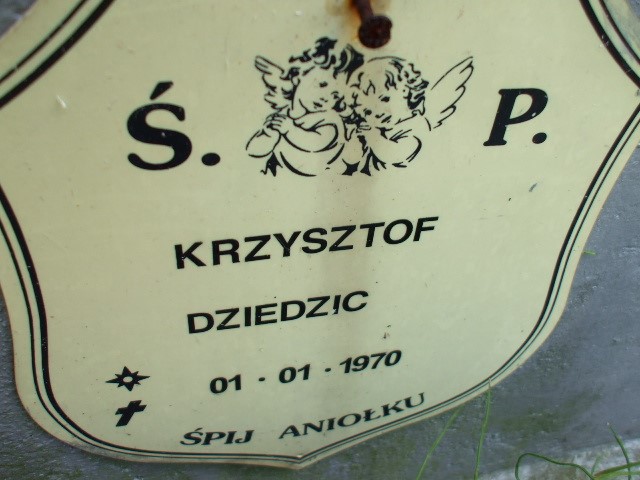 Ś. P.
KRZYSZTOF
DZIEDZIC
01 - 01 - 1970
ŚPIJ ANIOŁKU